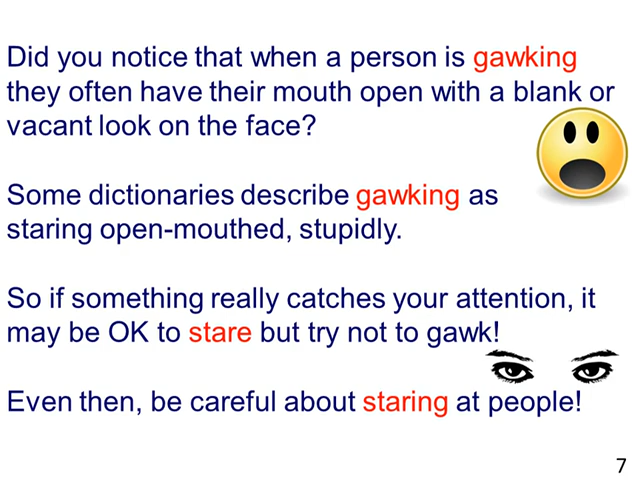 Did you notice that when a person is gawking
they often have their mouth open with a blank or
vacant look on the face?
Some dictionaries describe gawking as
staring open-mouthed, stupidly.
So if something really catches your attention, it
may be OK to stare but try not to gawk!
Even then, be careful about staring at people!
7